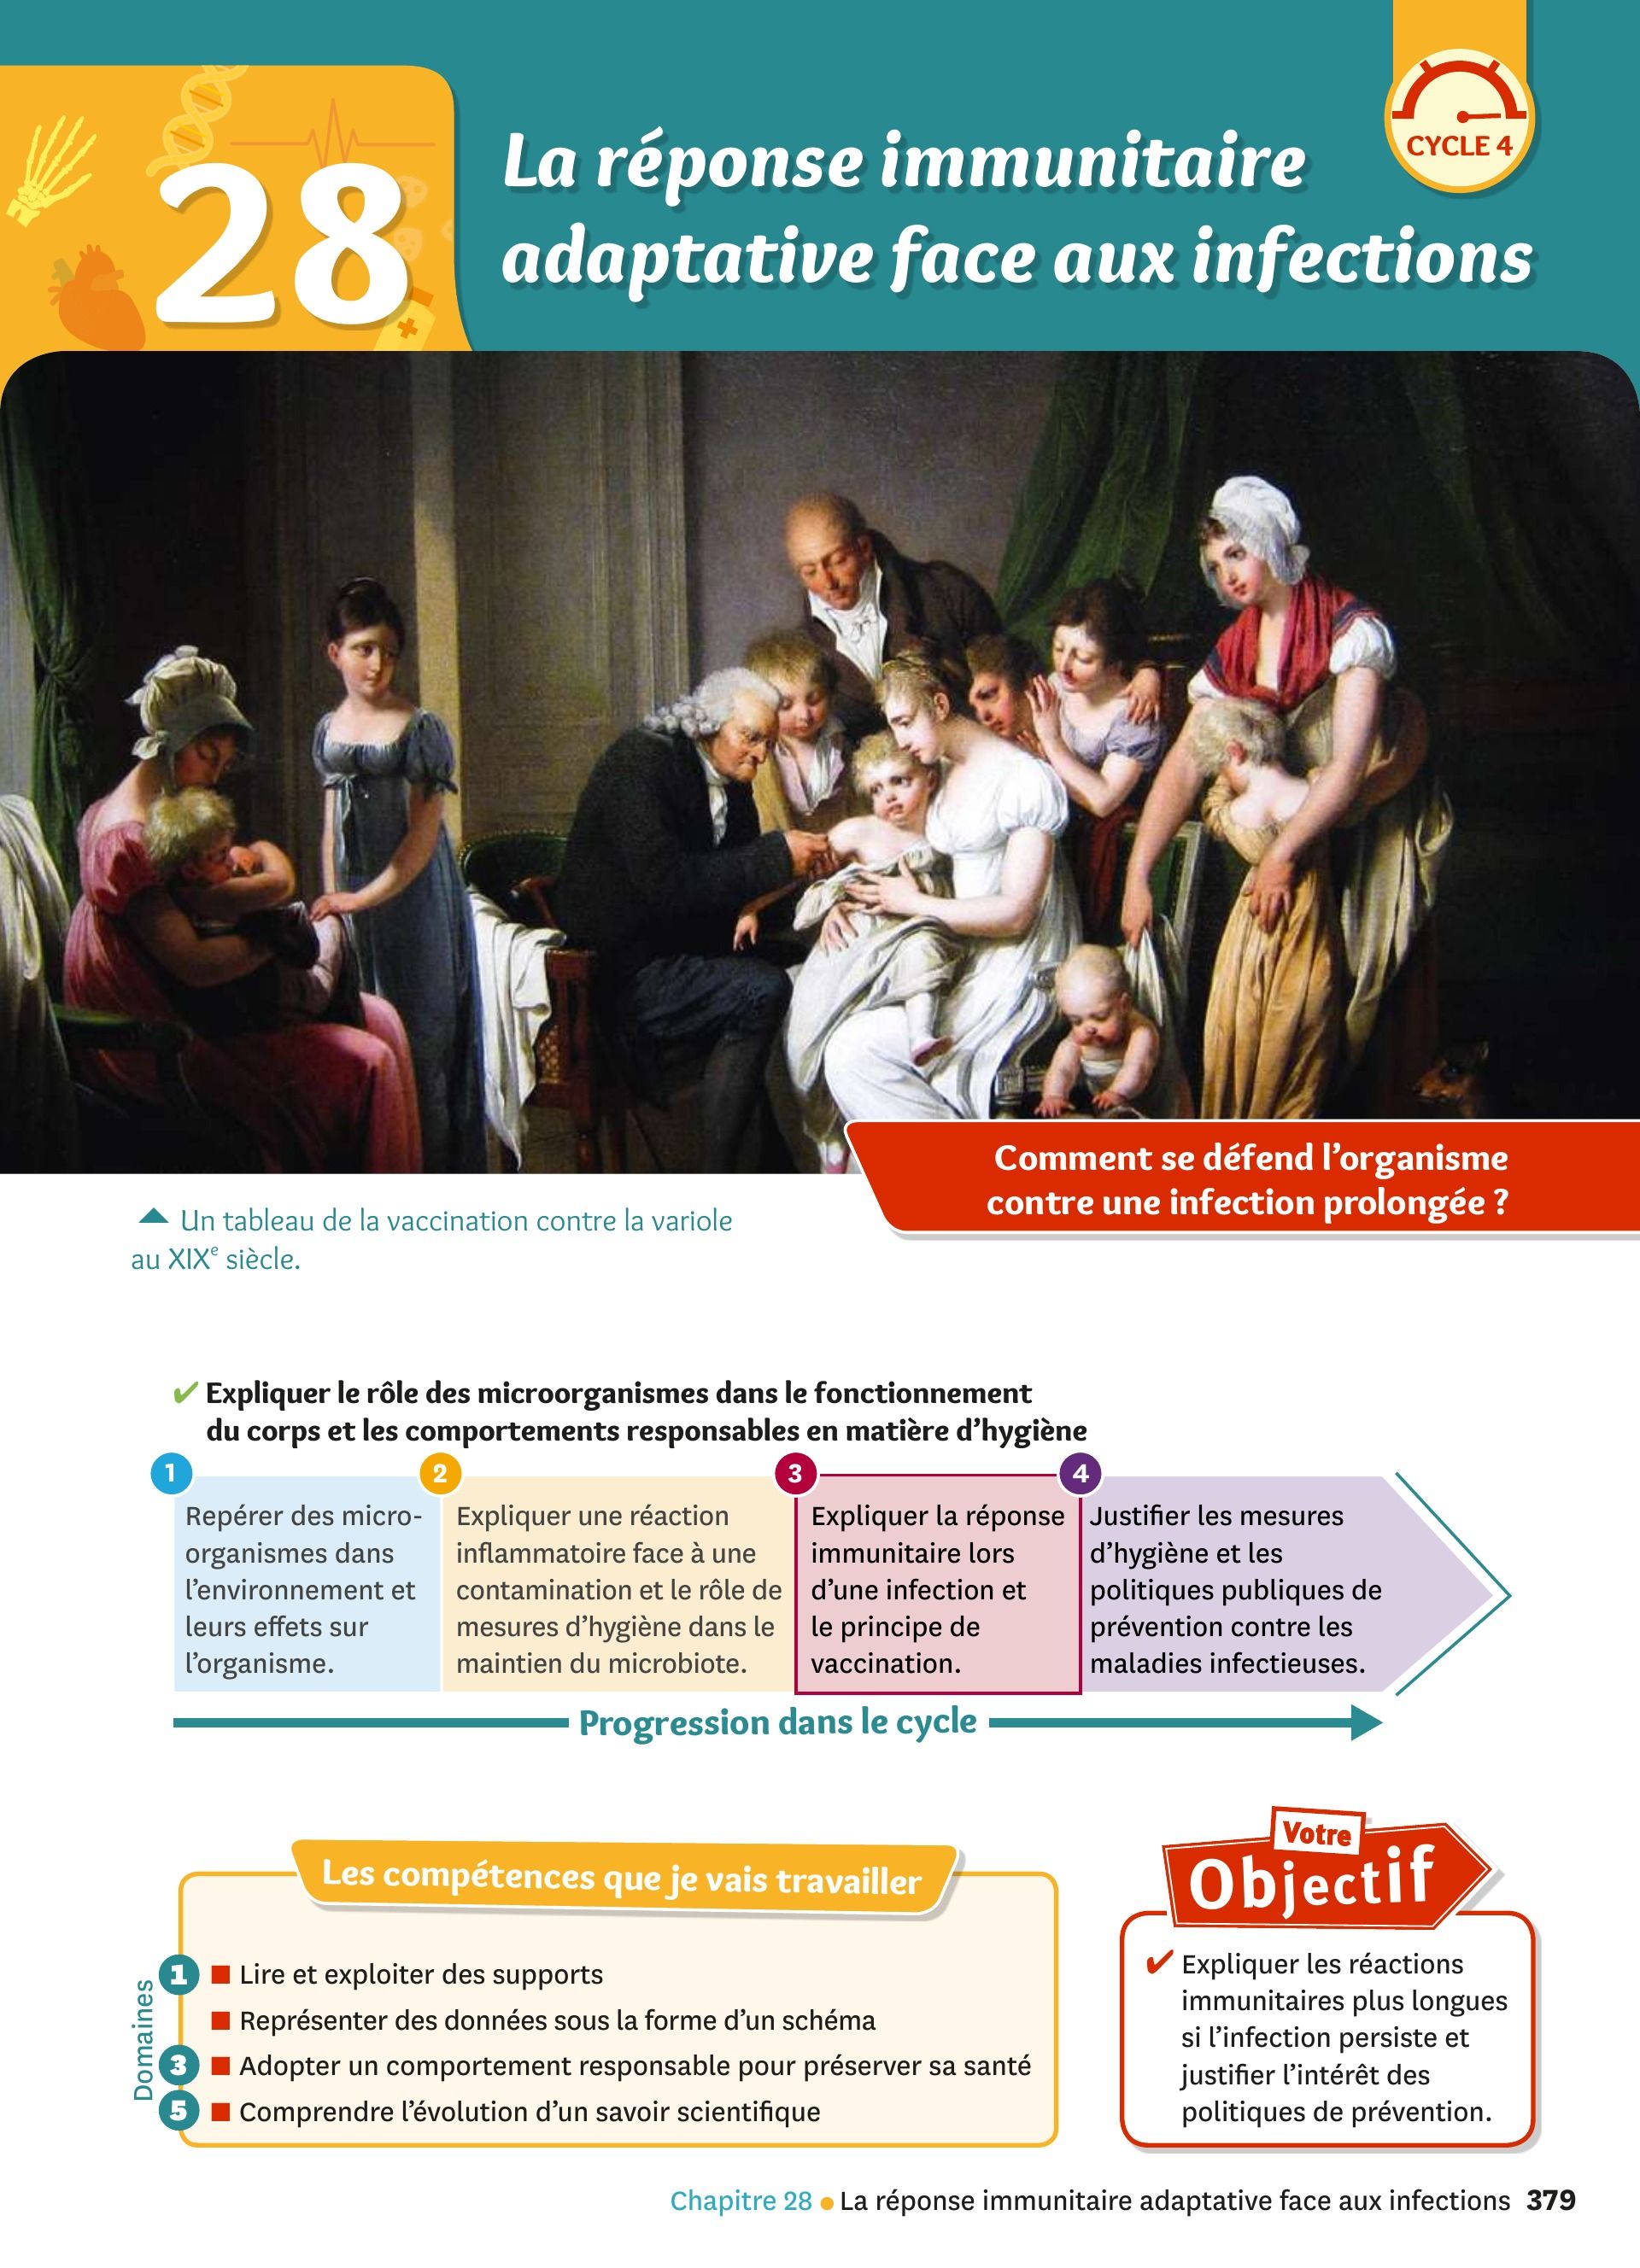 CYCLE 4
28
La réponse immunitaire
adaptative face aux infections
Comment se défend l'organisme
contre une infection prolongée ?
Un tableau de la vaccination contre la variole
au XIXe siècle.
✔ Expliquer le rôle des microorganismes dans le fonctionnement
du corps et les comportements responsables en matière d'hygiène
1
Repérer des micro-
organismes dans
l'environnement et
leurs effets sur
l'organisme.
2
Expliquer une réaction
inflammatoire face à une
contamination et le rôle de
mesures d'hygiène dans le
maintien du microbiote.
3
Expliquer la réponse
immunitaire lors
d'une infection et
le principe de
vaccination.
4
Justifier les mesures
d'hygiène et les
politiques publiques de
prévention contre les
maladies infectieuses.
Progression dans le cycle
Les compétences que je vais travailler
Domaines
1 ■ Lire et exploiter des supports
■ Représenter des données sous la forme d'un schéma
3 ■ Adopter un comportement responsable pour préserver sa santé
5 ■ Comprendre l'évolution d'un savoir scientifique
Votre
Objectif
✔ Expliquer les réactions
immunitaires plus longues
si l'infection persiste et
justifier l'intérêt des
politiques de prévention.
Chapitre 28 ● La réponse immunitaire adaptative face aux infections 379